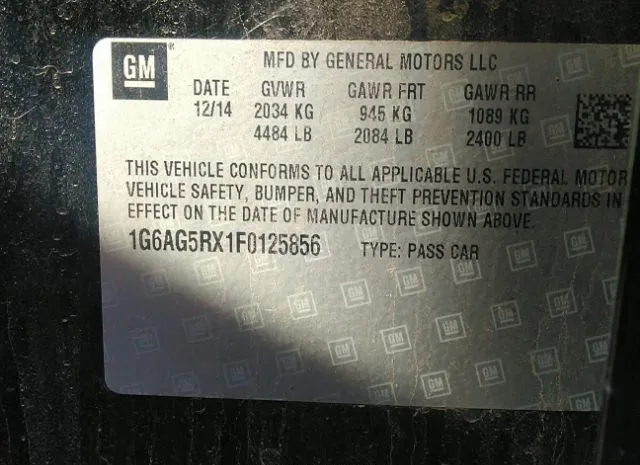 GM ®
MFD BY GENERAL MOTORS LLC
DATE GVWR GAWR FRT GAWR RR
12/14 2034 KG 945 KG 1089 KG
4484 LB 2084 LB 2400 LB
THIS VEHICLE CONFORMS TO ALL APPLICABLE U.S. FEDERAL MOTOR
VEHICLE SAFETY, BUMPER, AND THEFT PREVENTION STANDARDS IN
EFFECT ON THE DATE OF MANUFACTURE SHOWN ABOVE.
1G6AG5RX1F0125856 TYPE: PASS CAR